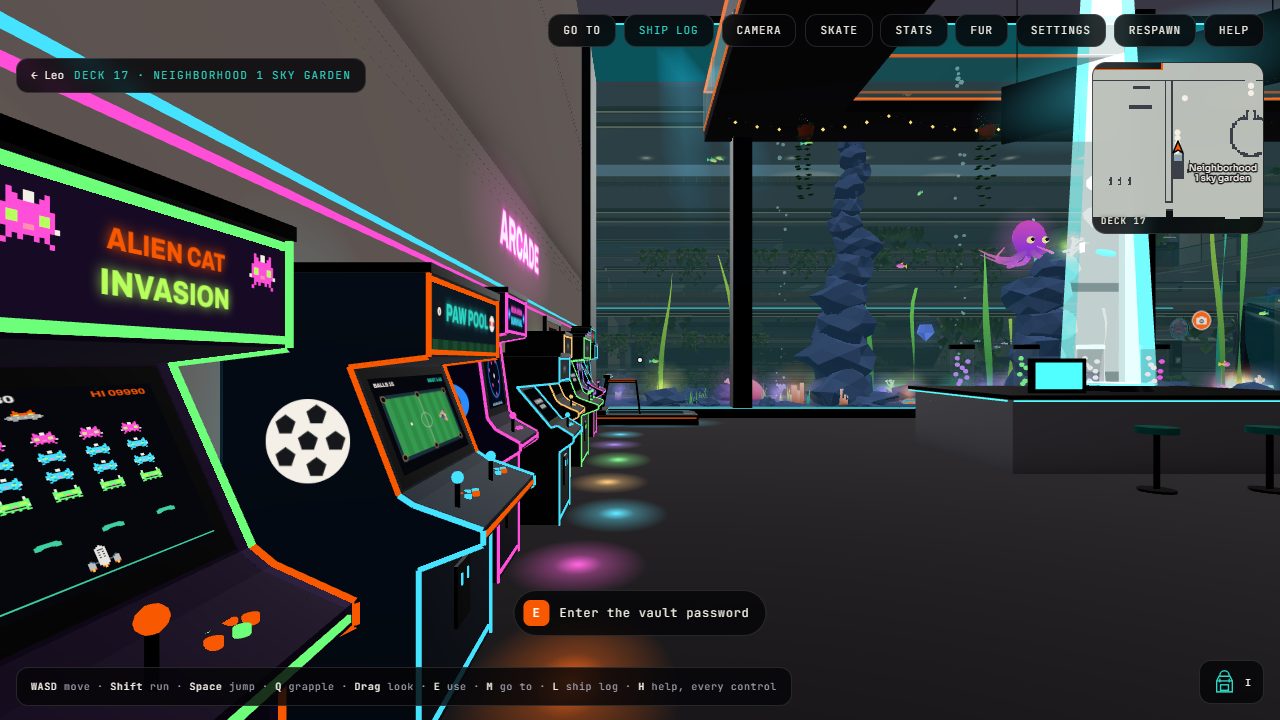 GO TO
SHIP LOG
CAMERA
SKATE
STATS
FUR
SETTINGS
RESPAWN
HELP
← Leo DECK 17 · NEIGHBORHOOD 1 SKY GARDEN
Neighborhood
1 sky garden
DECK 17
ARCADE
ALIEN CAT
INVASION
PAW POOL
HI 09990
E Enter the vault password
WASD move · Shift run · Space jump · Q grapple · Drag look · E use · M go to · L ship log · H help, every control
I